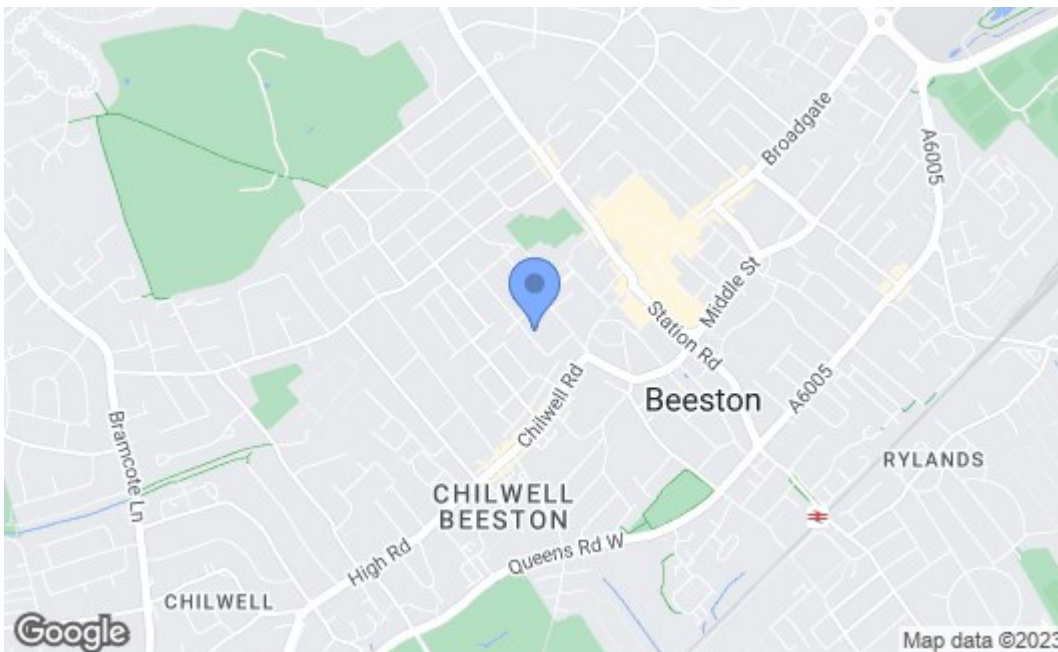 Broadgate
A6005
Middle St
Station Rd
Chilwell Rd
Beeston
A6005
Bramcote Ln
RYLANDS
CHILWELL
BEESTON
High Rd
Queens Rd W
CHILWELL
Google
Map data ©2023